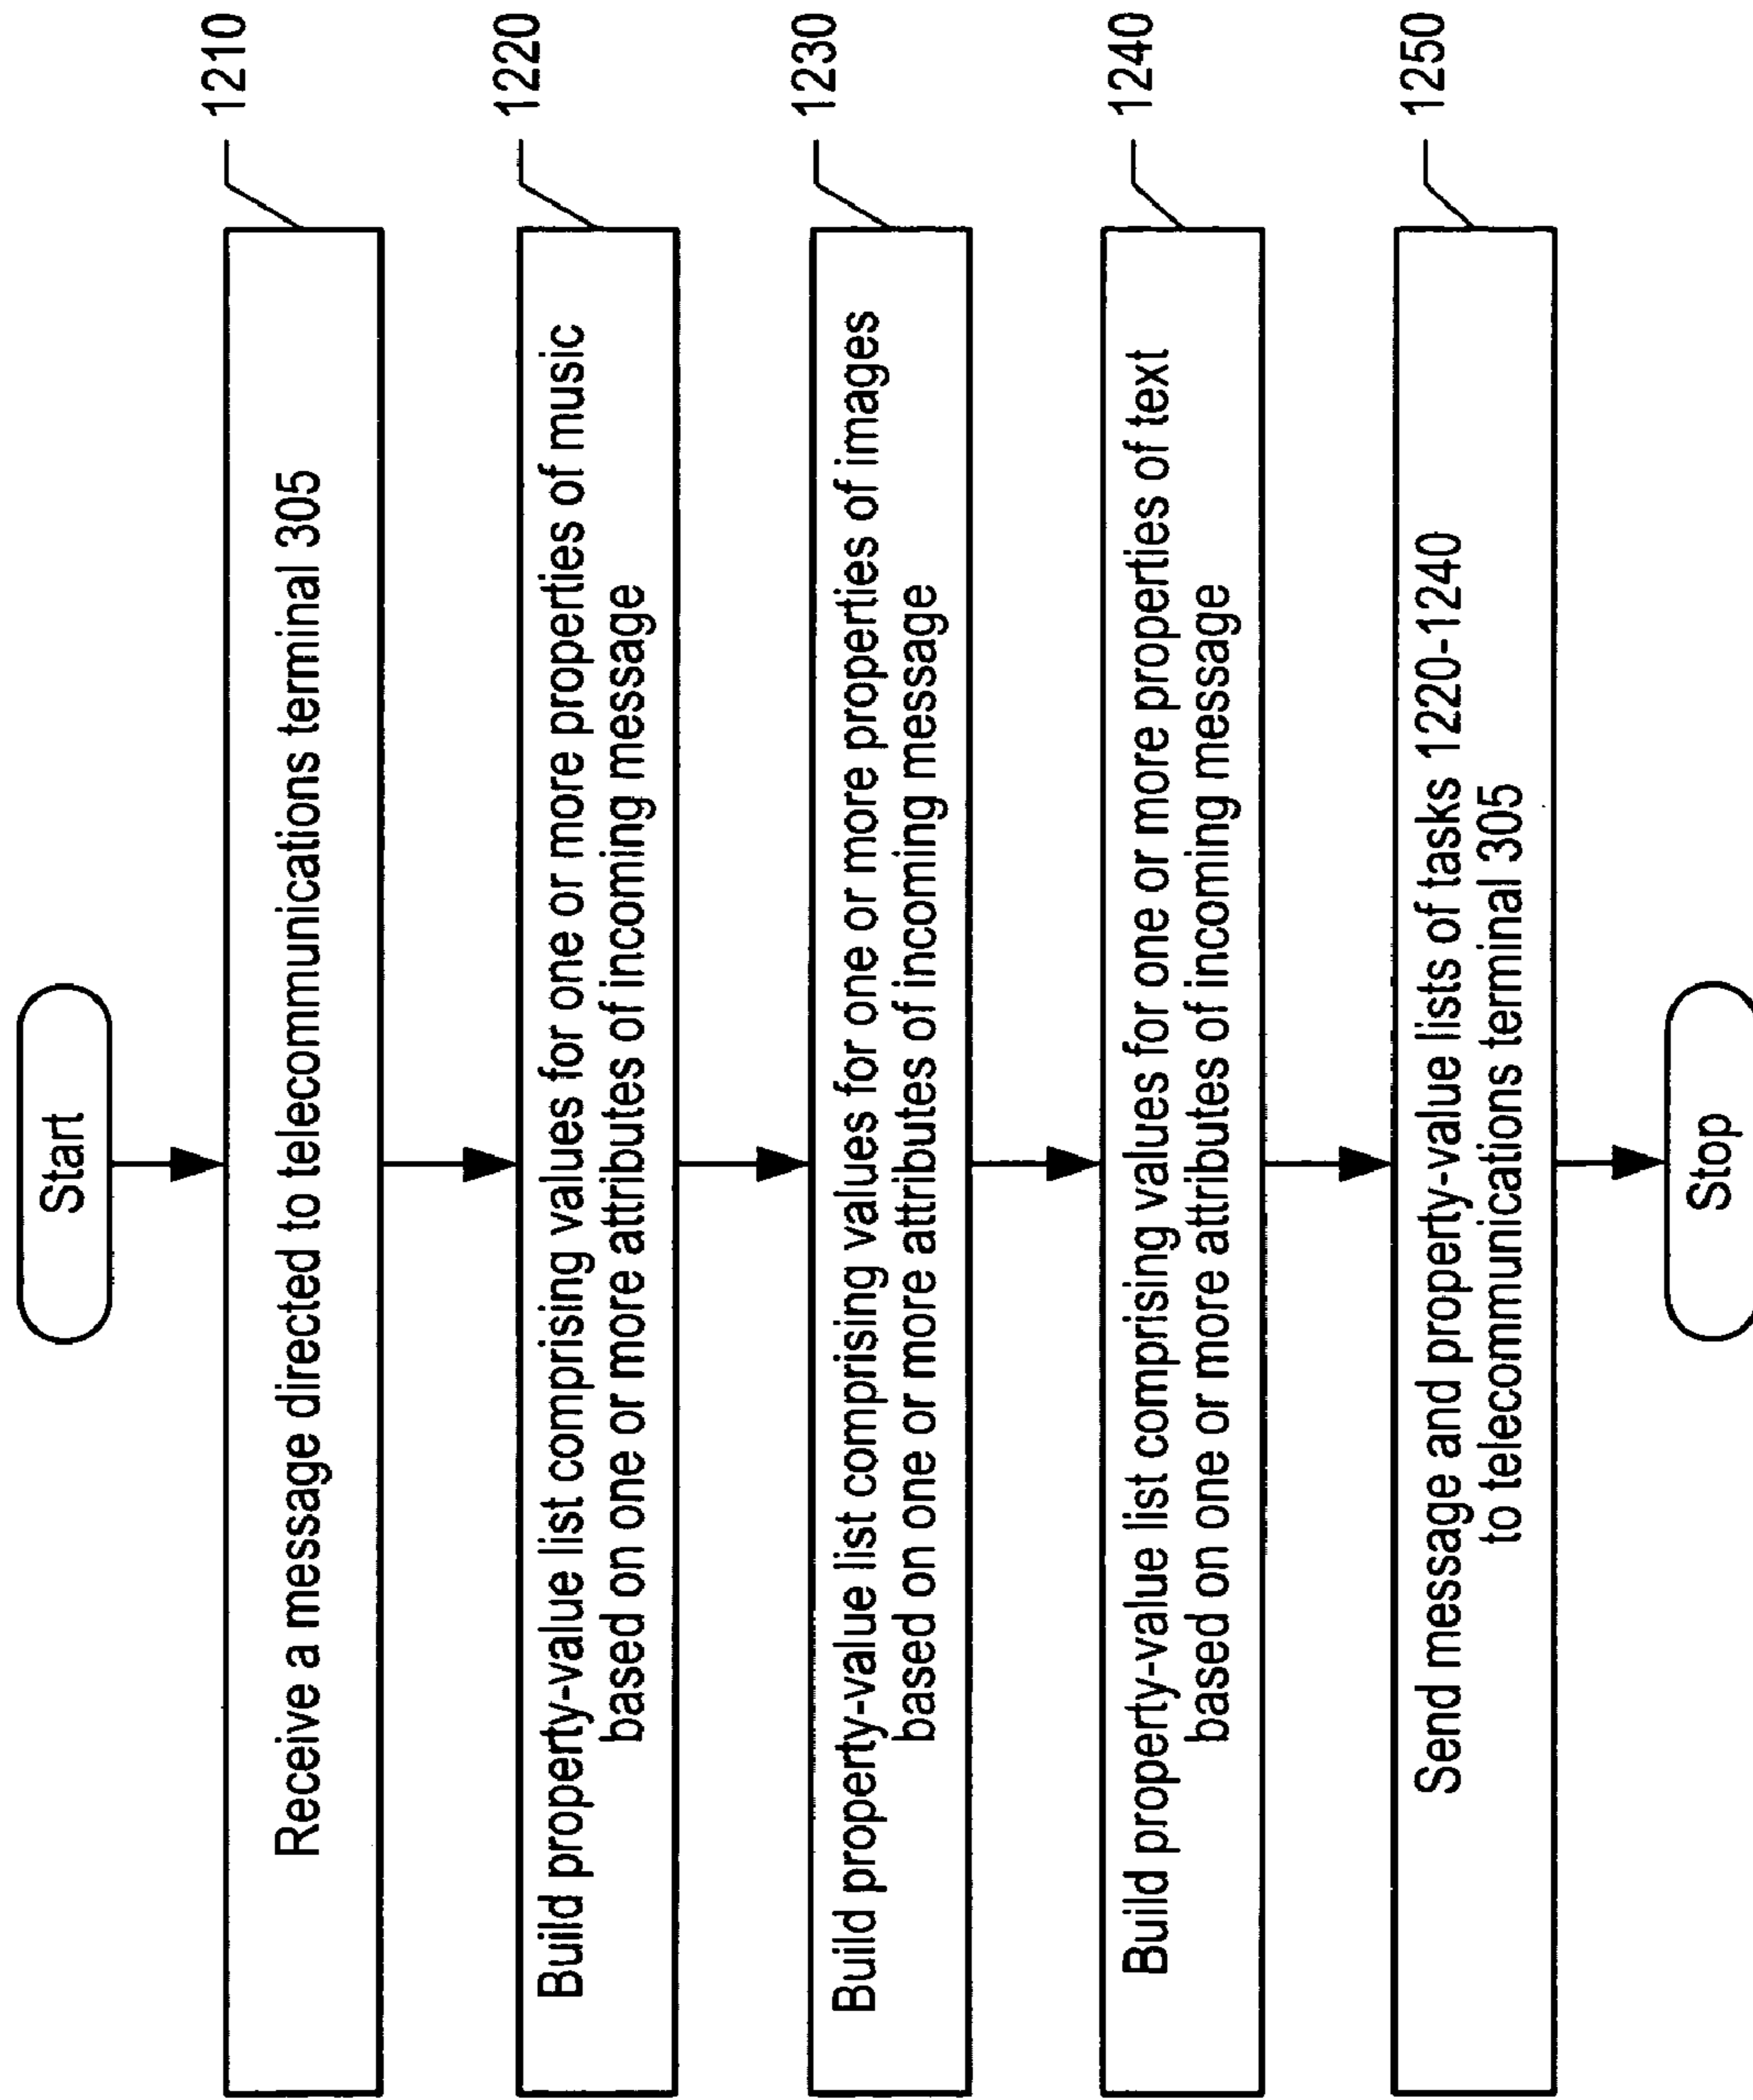 Start
Receive a message directed to telecommunications terminal 305
1210
Build property-value list comprising values for one or more properties of music
based on one or more attributes of incoming message
1220
Build property-value list comprising values for one or more properties of images
based on one or more attributes of incoming message
1230
Build property-value list comprising values for one or more properties of text
based on one or more attributes of incoming message
1240
Send message and property-value lists of tasks 1220-1240
to telecommunications terminal 305
1250
Stop